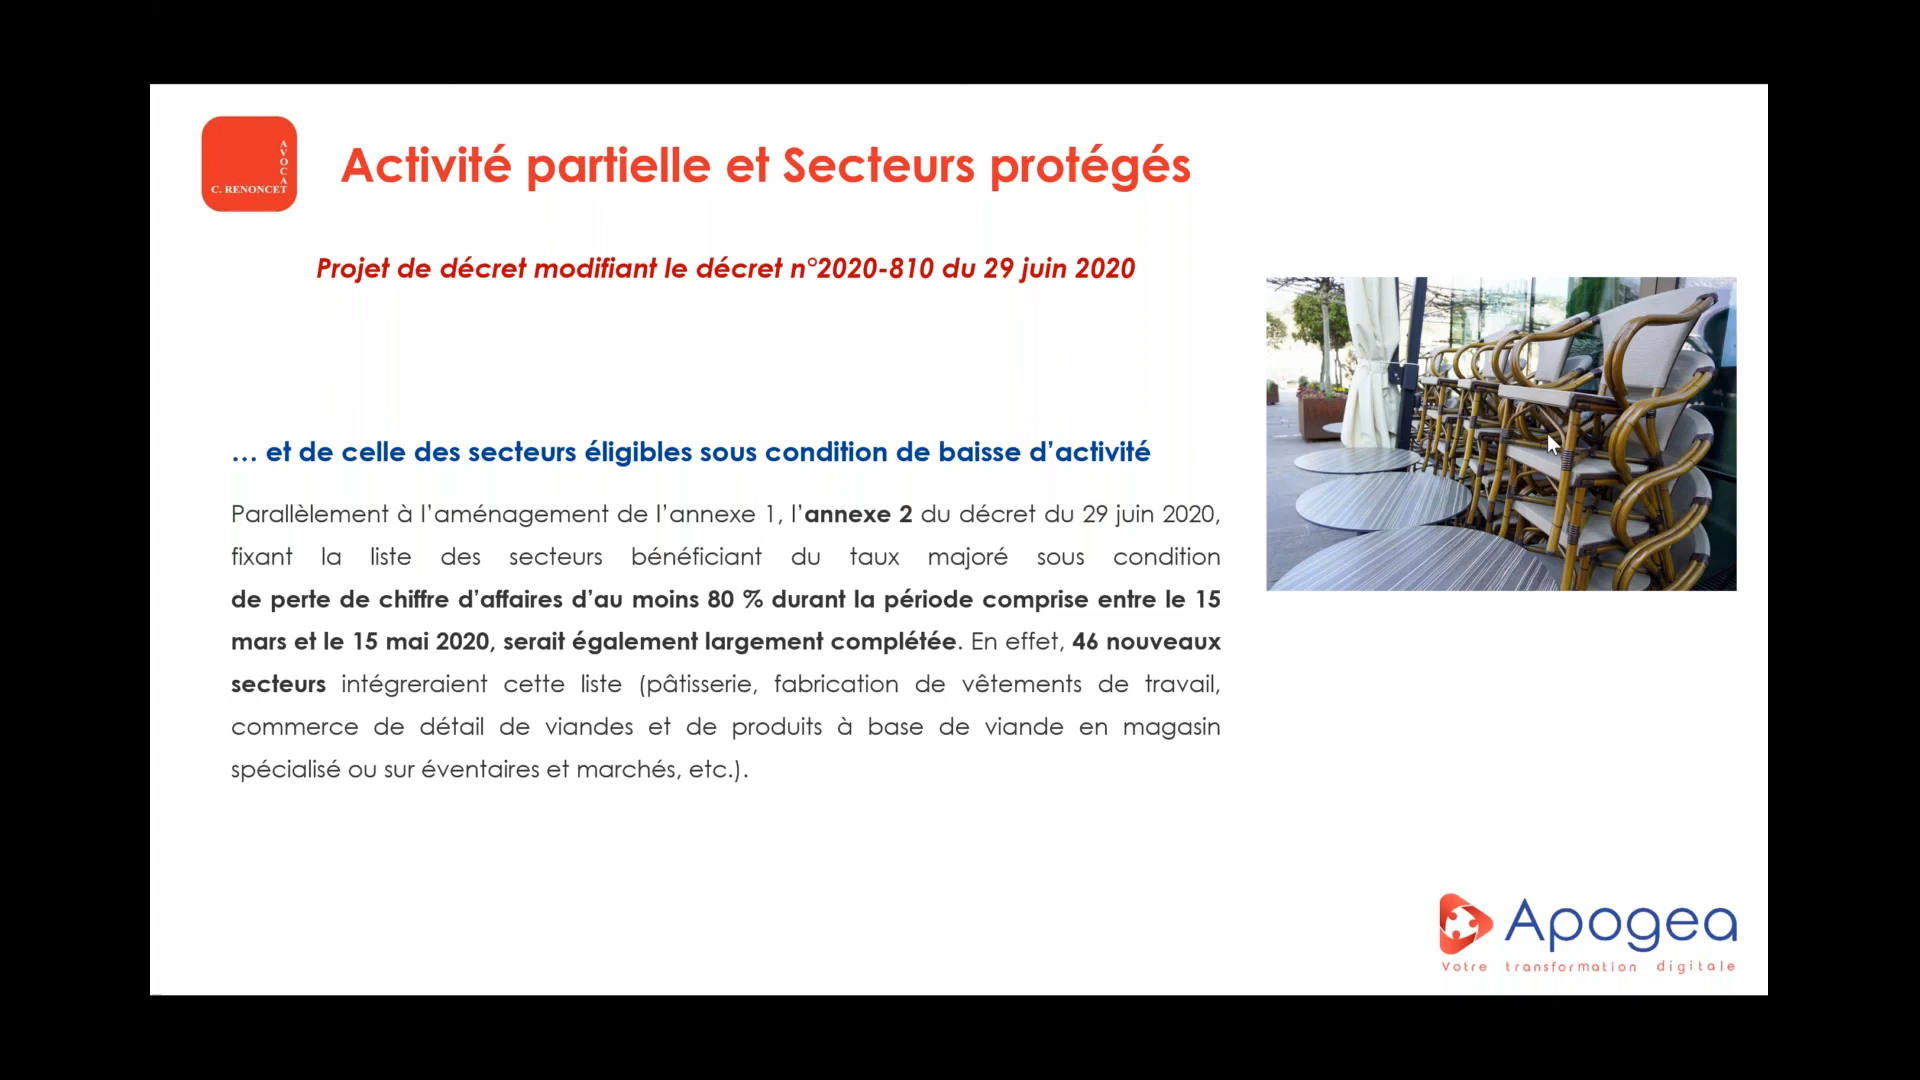 AVOCAT
C. RENONCET
Activité partielle et Secteurs protégés
Projet de décret modifiant le décret n°2020-810 du 29 juin 2020
… et de celle des secteurs éligibles sous condition de baisse d’activité
Parallèlement à l’aménagement de l’annexe 1, l’annexe 2 du décret du 29 juin 2020,
fixant la liste des secteurs bénéficiant du taux majoré sous condition
de perte de chiffre d’affaires d’au moins 80 % durant la période comprise entre le 15
mars et le 15 mai 2020, serait également largement complétée. En effet, 46 nouveaux
secteurs intégreraient cette liste (pâtisserie, fabrication de vêtements de travail,
commerce de détail de viandes et de produits à base de viande en magasin
spécialisé ou sur éventaires et marchés, etc.).
Apogea
Votre transformation digitale